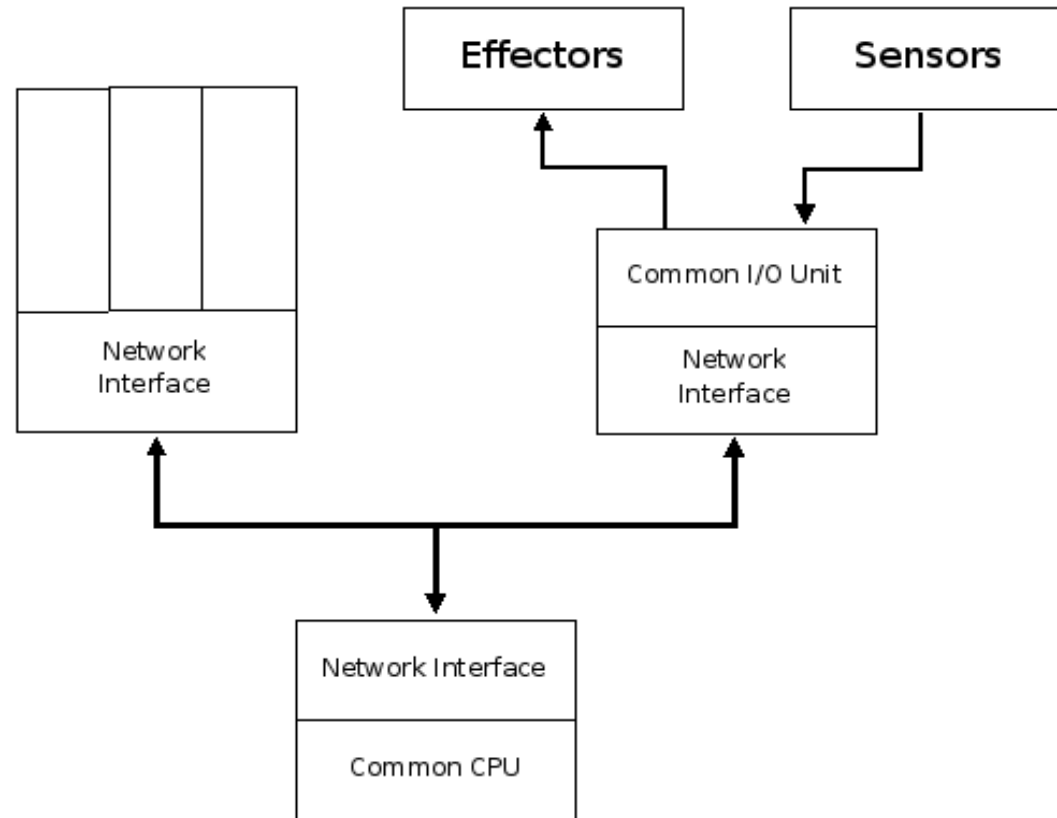 Effectors
Sensors
Common I/O Unit
Network
Interface
Network
Interface
Network Interface
Common CPU